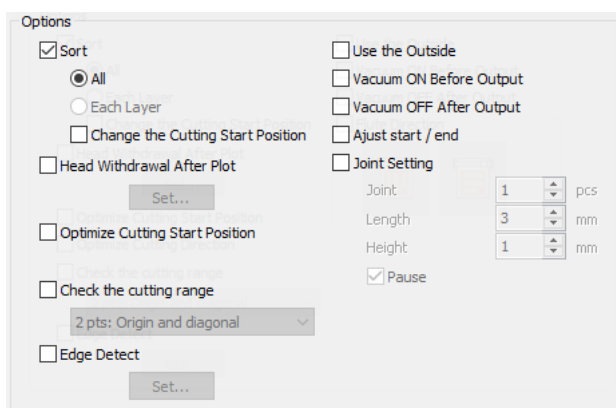 Options
Sort
All
Each Layer
Change the Cutting Start Position
Head Withdrawal After Plot
Set...
Optimize Cutting Start Position
Check the cutting range
2 pts: Origin and diagonal
Edge Detect
Set...
Use the Outside
Vacuum ON Before Output
Vacuum OFF After Output
Ajust start / end
Joint Setting
Joint 1 pcs
Length 3 mm
Height 1 mm
Pause